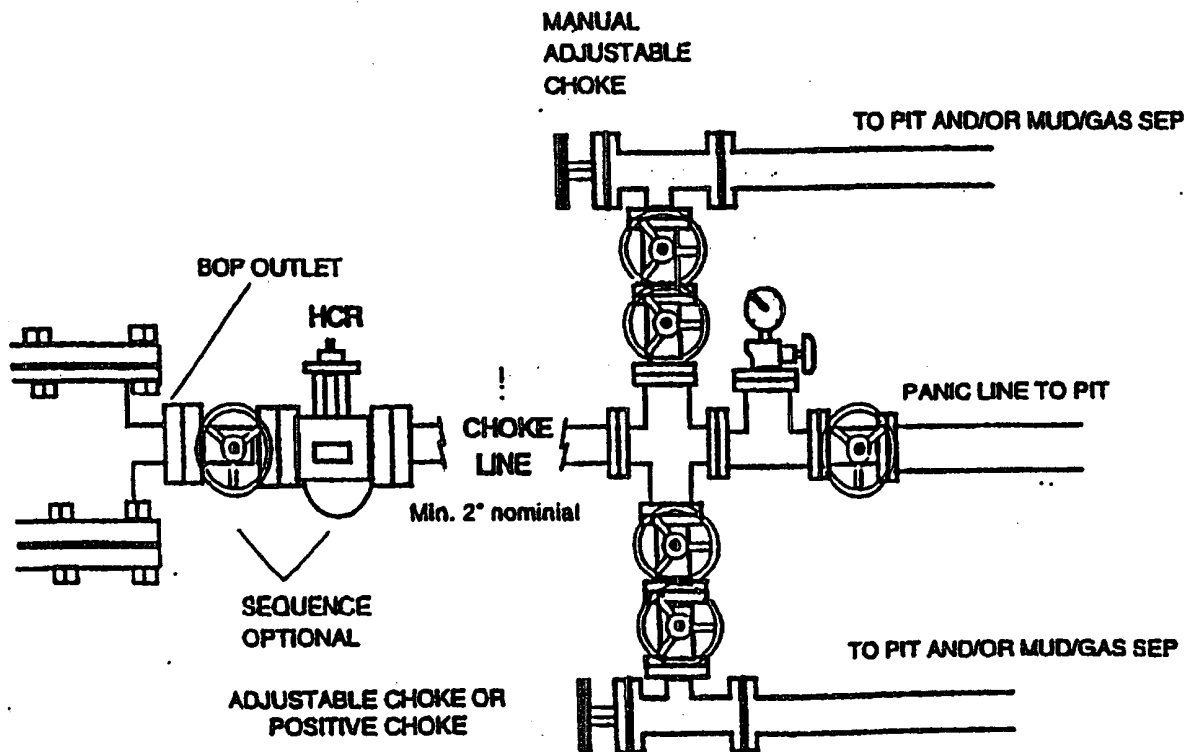 MANUAL
ADJUSTABLE
CHOKE
TO PIT AND/OR MUD/GAS SEP
BOP OUTLET
HCR
PANIC LINE TO PIT
CHOKE
LINE
Min. 2" nominial
SEQUENCE
OPTIONAL
TO PIT AND/OR MUD/GAS SEP
ADJUSTABLE CHOKE OR
POSITIVE CHOKE